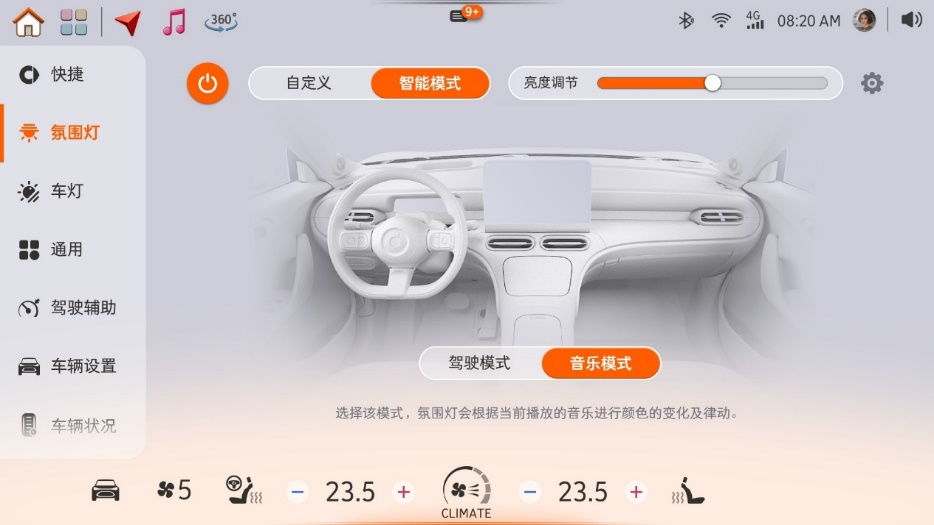 360°
9+
4G
08:20 AM
快捷
氛围灯
车灯
通用
驾驶辅助
车辆设置
车辆状况
自定义
智能模式
亮度调节
驾驶模式
音乐模式
选择该模式，氛围灯会根据当前播放的音乐进行颜色的变化及律动。
5
23.5
CLIMATE
23.5